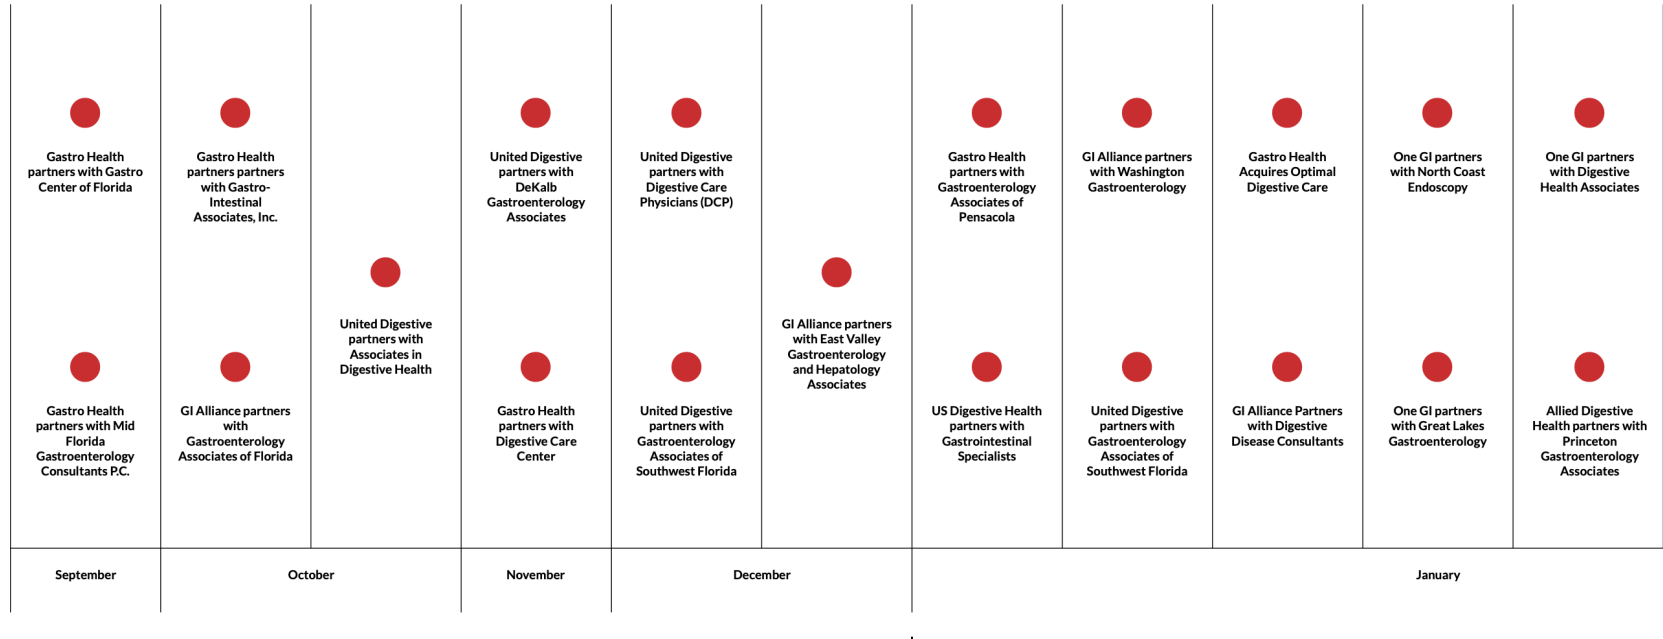 Gastro Health
partners with Gastro
Center of Florida
Gastro Health
partners with Mid
Florida
Gastroenterology
Consultants P.C.
Gastro Health
partners partners
with Gastro-
Intestinal
Associates, Inc.
GI Alliance partners
with
Gastroenterology
Associates of Florida
United Digestive
partners with
Associates in
Digestive Health
United Digestive
partners with
DeKalb
Gastroenterology
Associates
Gastro Health
partners with
Digestive Care
Center
United Digestive
partners with
Digestive Care
Physicians (DCP)
United Digestive
partners with
Gastroenterology
Associates of
Southwest Florida
GI Alliance partners
with East Valley
Gastroenterology
and Hepatology
Associates
Gastro Health
partners with
Gastroenterology
Associates of
Pensacola
US Digestive Health
partners with
Gastrointestinal
Specialists
GI Alliance partners
with Washington
Gastroenterology
United Digestive
partners with
Gastroenterology
Associates of
Southwest Florida
Gastro Health
Acquires Optimal
Digestive Care
GI Alliance Partners
with Digestive
Disease Consultants
One GI partners
with North Coast
Endoscopy
One GI partners
with Great Lakes
Gastroenterology
One GI partners
with Digestive
Health Associates
Allied Digestive
Health partners with
Princeton
Gastroenterology
Associates
September
October
November
December
January